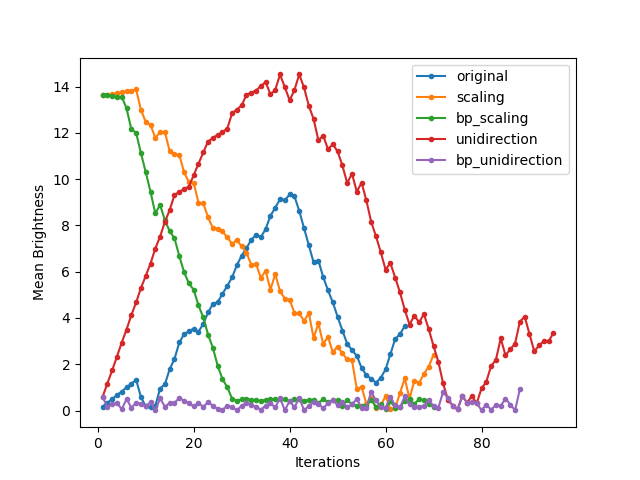 original
scaling
bp_scaling
unidirection
bp_unidirection
14
12
10
8
6
4
2
0
Mean Brightness
0 20 40 60 80
Iterations